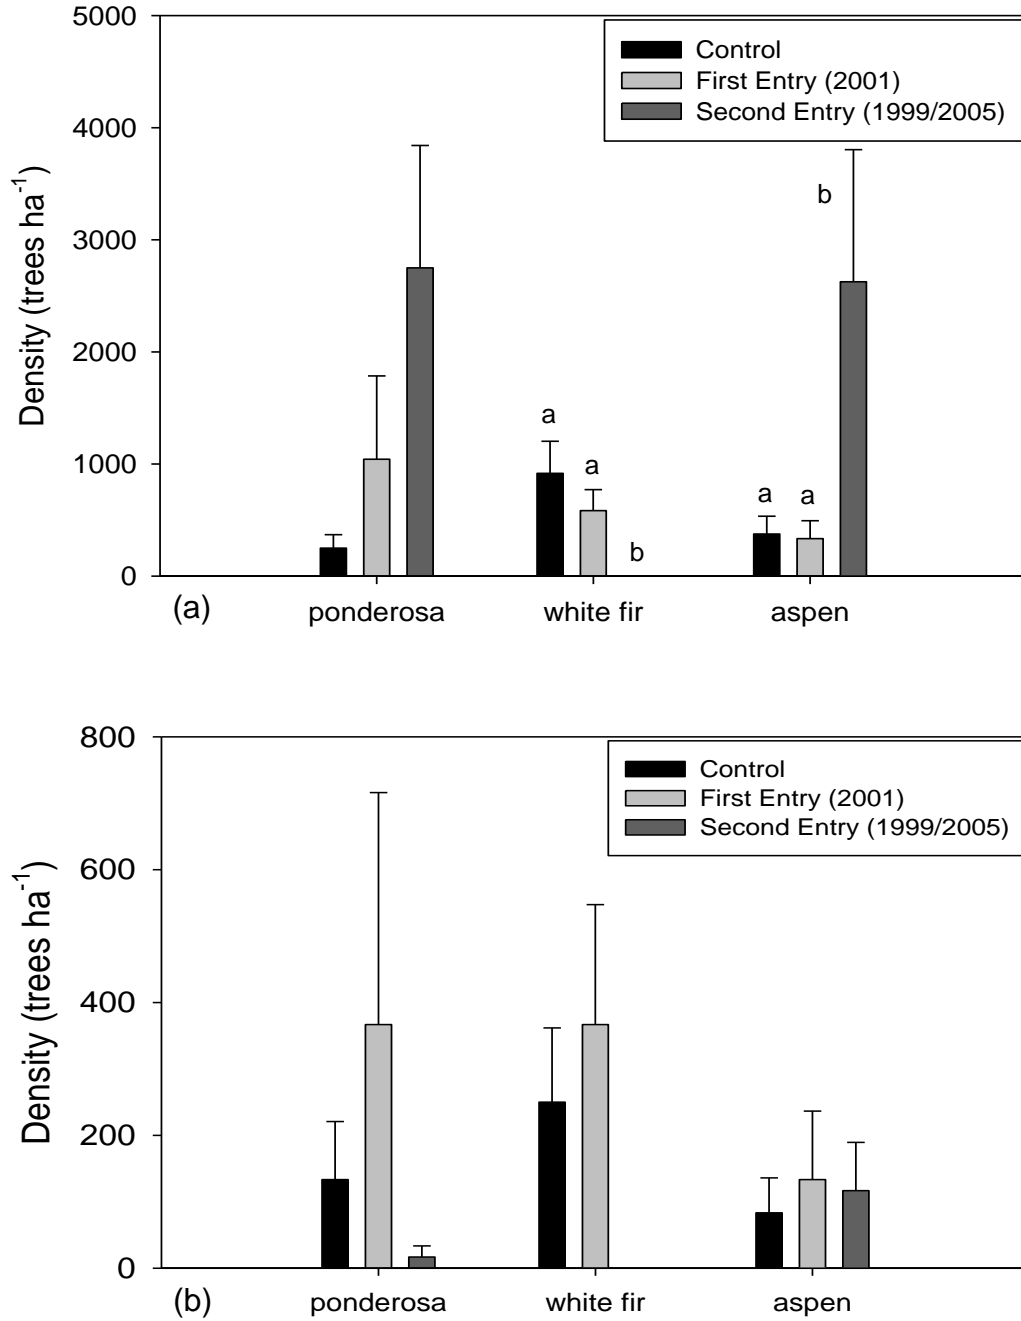 5000
4000
3000
2000
1000
0
Density (trees ha-1)
Control
First Entry (2001)
Second Entry (1999/2005)
a
a
b
a
a
b
(a)
ponderosa
white fir
aspen
800
600
400
200
0
Density (trees ha-1)
Control
First Entry (2001)
Second Entry (1999/2005)
(b)
ponderosa
white fir
aspen